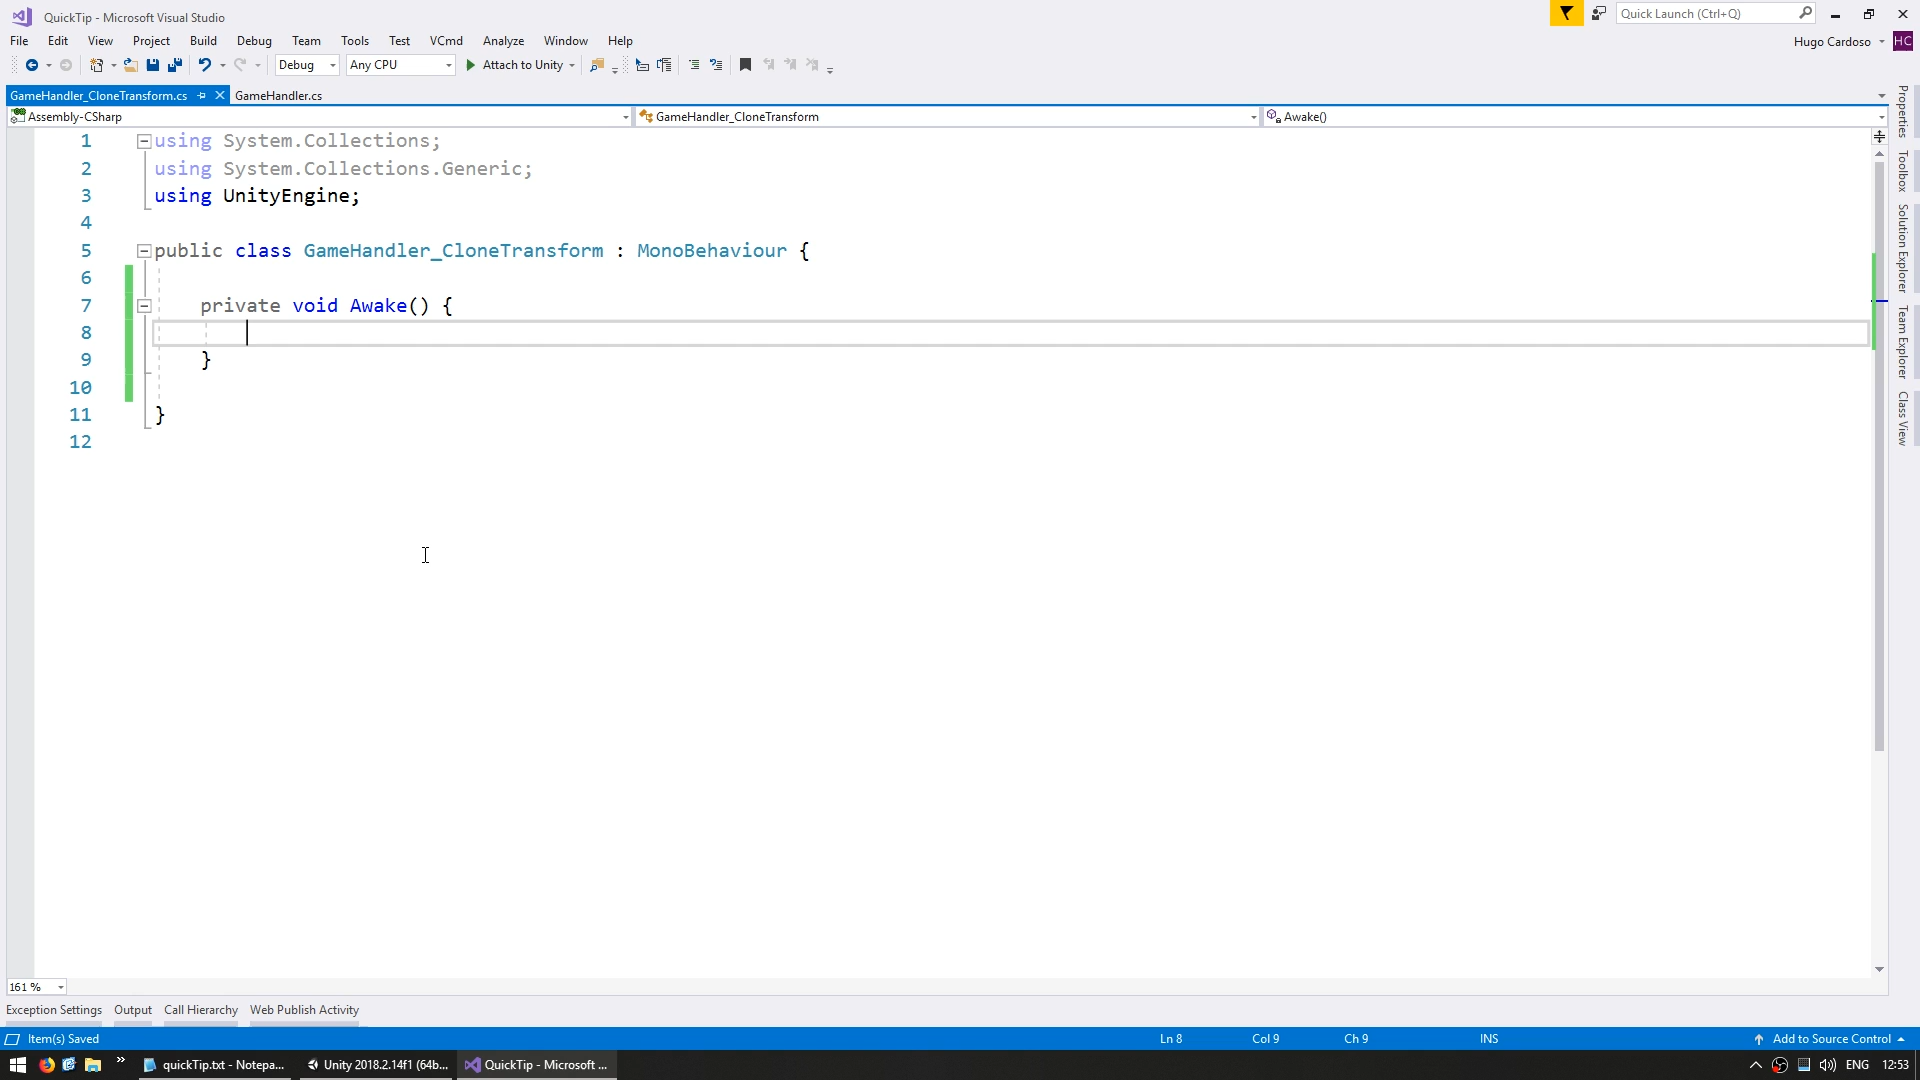 QuickTip - Microsoft Visual Studio
Quick Launch (Ctrl+Q)
File Edit View Project Build Debug Team Tools Test VCmd Analyze Window Help
Hugo Cardoso HC
Debug Any CPU Attach to Unity
GameHandler_CloneTransform.cs GameHandler.cs
Assembly-CSharp GameHandler_CloneTransform Awake()
1 using System.Collections;
2 using System.Collections.Generic;
3 using UnityEngine;
4
5 public class GameHandler_CloneTransform : MonoBehaviour {
6
7 private void Awake() {
8
9 }
10
11 }
12
Properties
Toolbox
Solution Explorer
Team Explorer
Class View
161 %
Exception Settings Output Call Hierarchy Web Publish Activity
Item(s) Saved Ln 8 Col 9 Ch 9 INS Add to Source Control
quickTip.txt - Notepa... Unity 2018.2.14f1 (64b... QuickTip - Microsoft ... ENG 12:53